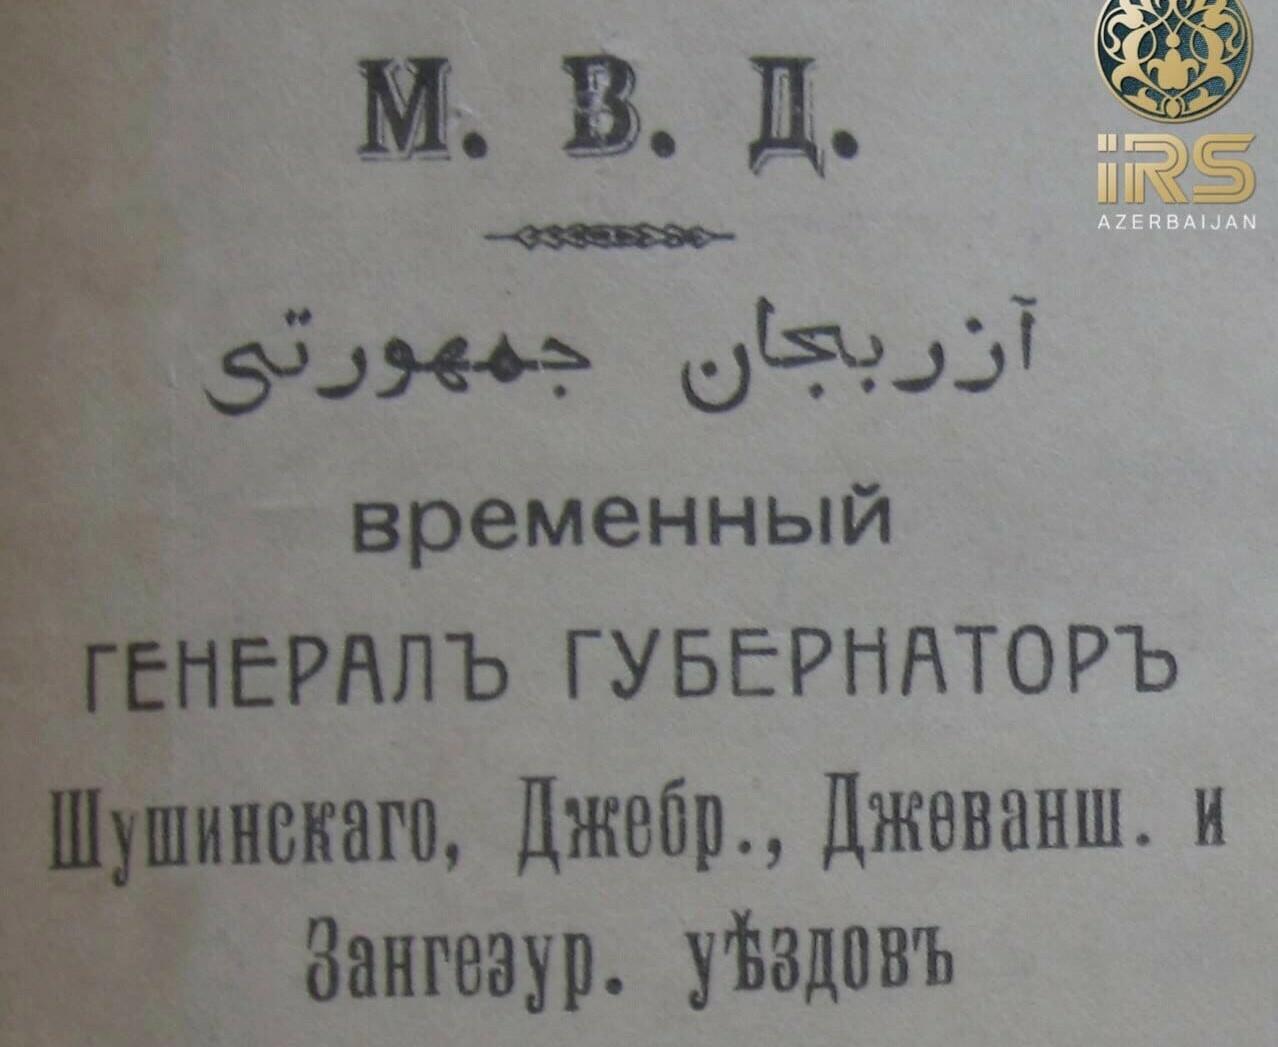 М. В. Д.
آزربجان جمهورتی
временный
ГЕНЕРАЛЪ ГУБЕРНАТОРЪ
Шушинскаго, Джебр., Джеванш. и
Зангезур. уѣздовъ
iRS
AZERBAIJAN